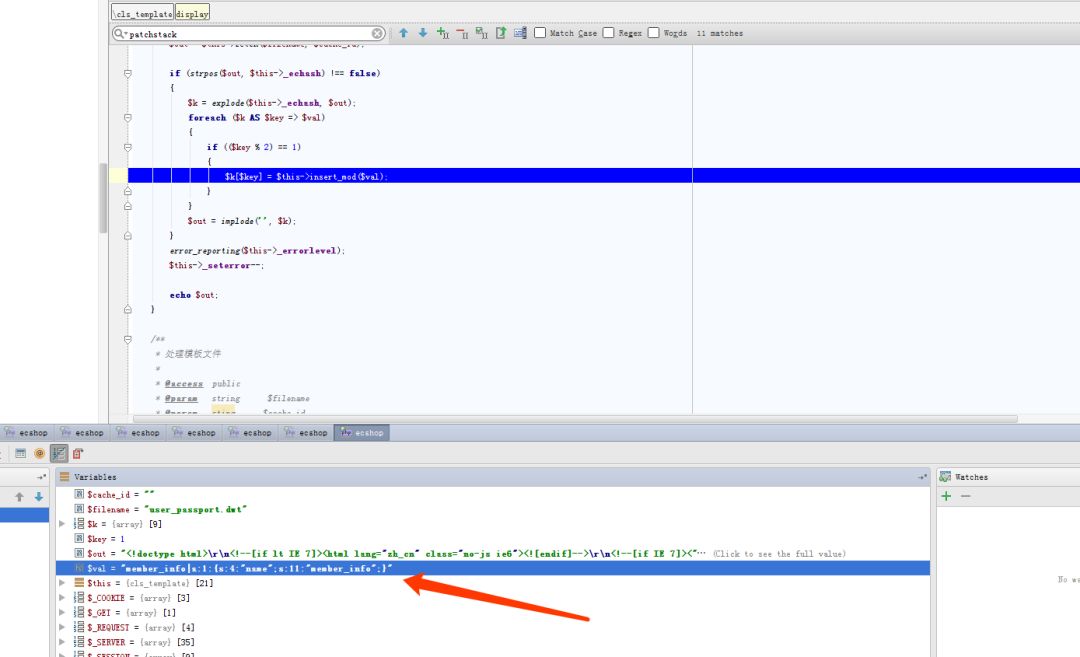 \cls_template display
patchstack
Match Case Regex Words 11 matches
if (strpos($out, $this->_echash) !== false)
{
$k = explode($this->_echash, $out);
foreach ($k AS $key => $val)
{
if (($key % 2) == 1)
{
$k[$key] = $this->insert_mod($val);
}
}
$out = implode('', $k);
}
error_reporting($this->_errorlevel);
$this->_seterror--;
echo $out;
}
/**
* 处理模板文件
*
* @access public
* @param string $filename
* @param sting $cache_id
ecshop ecshop ecshop ecshop ecshop ecshop ecshop
Variables
Watches
$cache_id = ""
$filename = "user_passport.dwt"
$k = {array} [9]
$key = 1
$out = "<!doctype html>\r\n<!--[if lt IE 7]><html lang="zh_cn" class="no-js ie6"><![endif]-->\r\n<!--[if IE 7]><"... (Click to see the full value)
$val = "member_info|a:1:{s:4:"name";s:11:"member_info";}"
$this = {cls_template} [21]
$_COOKIE = {array} [3]
$_GET = {array} [1]
$_REQUEST = {array} [4]
$_SERVER = {array} [35]
No